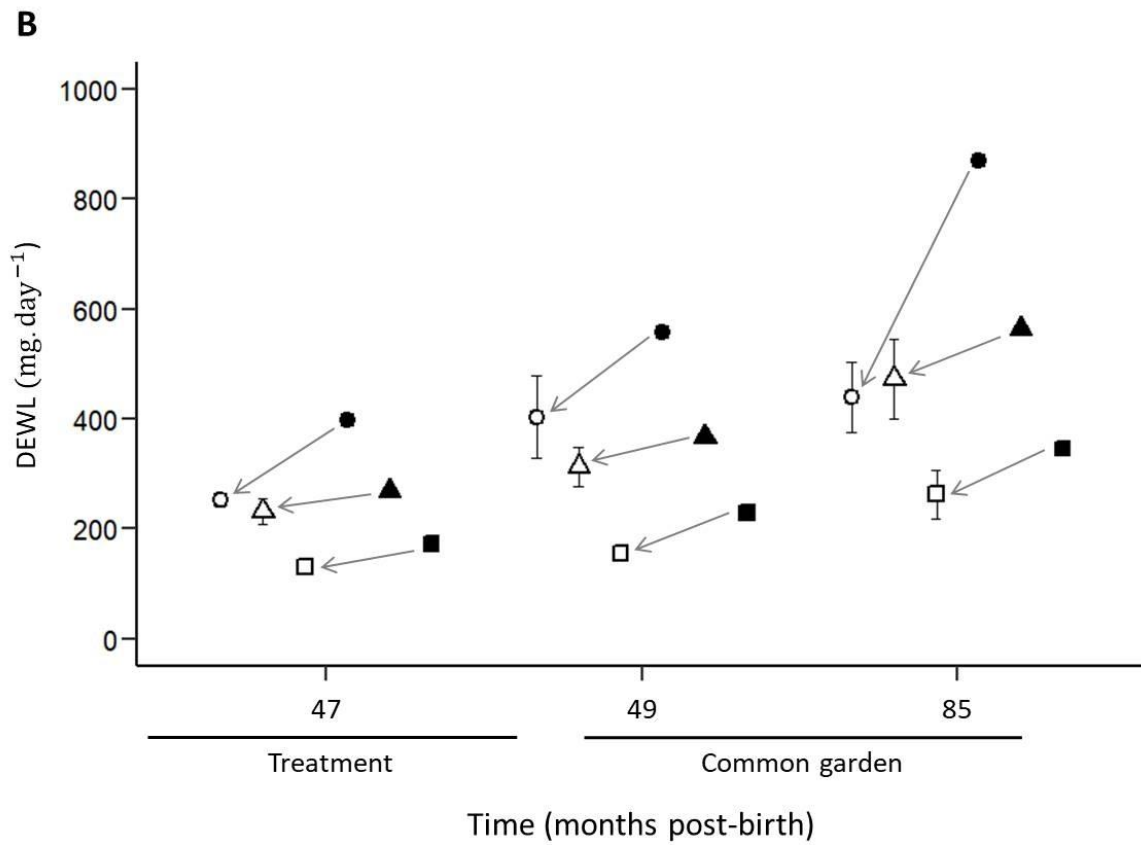 B
1000
800
600
400
200
0
DEWL (mg.day⁻¹)
47 49 85
Treatment Common garden
Time (months post-birth)